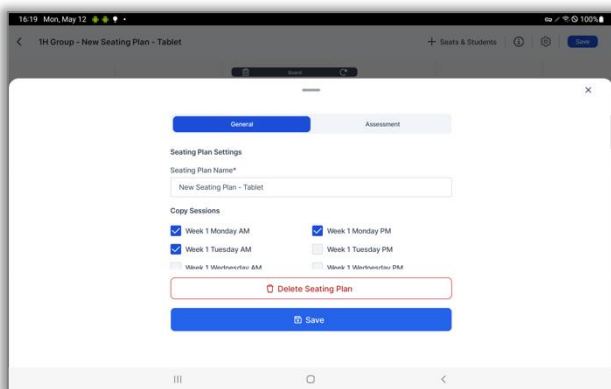 16:19 Mon, May 12 100%
1H Group - New Seating Plan - Tablet + Seats & Students Save
Board
General Assessment
Seating Plan Settings
Seating Plan Name*
New Seating Plan - Tablet
Copy Sessions
Week 1 Monday AM Week 1 Monday PM
Week 1 Tuesday AM Week 1 Tuesday PM
Week 1 Wednesday AM Week 1 Wednesday PM
Delete Seating Plan
Save